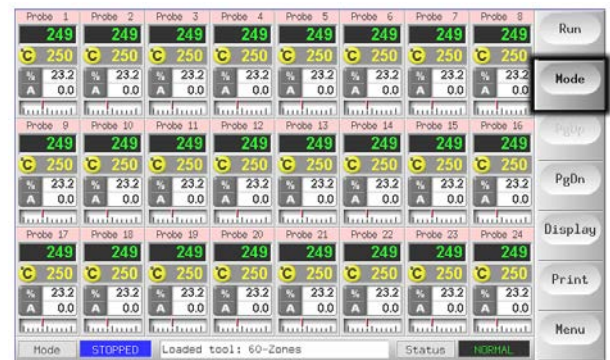 Probe 1 Probe 2 Probe 3 Probe 4 Probe 5 Probe 6 Probe 7 Probe 8 Run
249 249 249 249 249 249 249 249
°C 250 °C 250 °C 250 °C 250 °C 250 °C 250 °C 250 °C 250
% 23.2 % 23.2 % 23.2 % 23.2 % 23.2 % 23.2 % 23.2 % 23.2 Mode
A 0.0 A 0.0 A 0.0 A 0.0 A 0.0 A 0.0 A 0.0 A 0.0
Probe 9 Probe 10 Probe 11 Probe 12 Probe 13 Probe 14 Probe 15 Probe 16 PgUp
249 249 249 249 249 249 249 249
°C 250 °C 250 °C 250 °C 250 °C 250 °C 250 °C 250 °C 250
% 23.2 % 23.2 % 23.2 % 23.2 % 23.2 % 23.2 % 23.2 % 23.2 PgDn
A 0.0 A 0.0 A 0.0 A 0.0 A 0.0 A 0.0 A 0.0 A 0.0
Probe 17 Probe 18 Probe 19 Probe 20 Probe 21 Probe 22 Probe 23 Probe 24 Display
249 249 249 249 249 249 249 249
°C 250 °C 250 °C 250 °C 250 °C 250 °C 250 °C 250 °C 250 Print
% 23.2 % 23.2 % 23.2 % 23.2 % 23.2 % 23.2 % 23.2 % 23.2
A 0.0 A 0.0 A 0.0 A 0.0 A 0.0 A 0.0 A 0.0 A 0.0
Mode STOPPED Loaded tool: 60-Zones Status NORMAL Menu